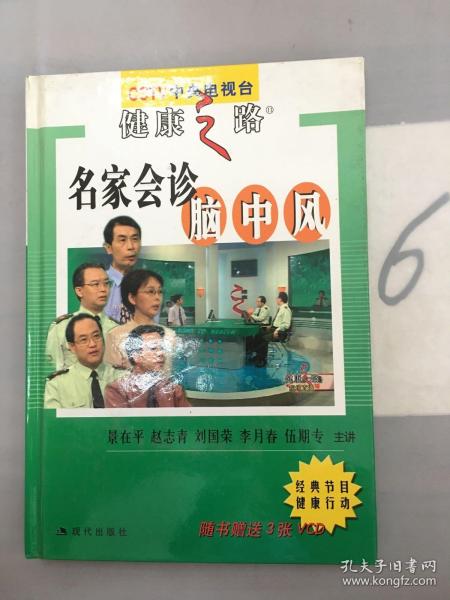 CCTV中央电视台
健康之路®
名家会诊
脑中风
景在平 赵志青 刘国荣 李月春 伍期专 主讲
经典节目
健康行动
现代出版社
随书赠送3张VCD
6
孔夫子旧书网
www.kongfz.com